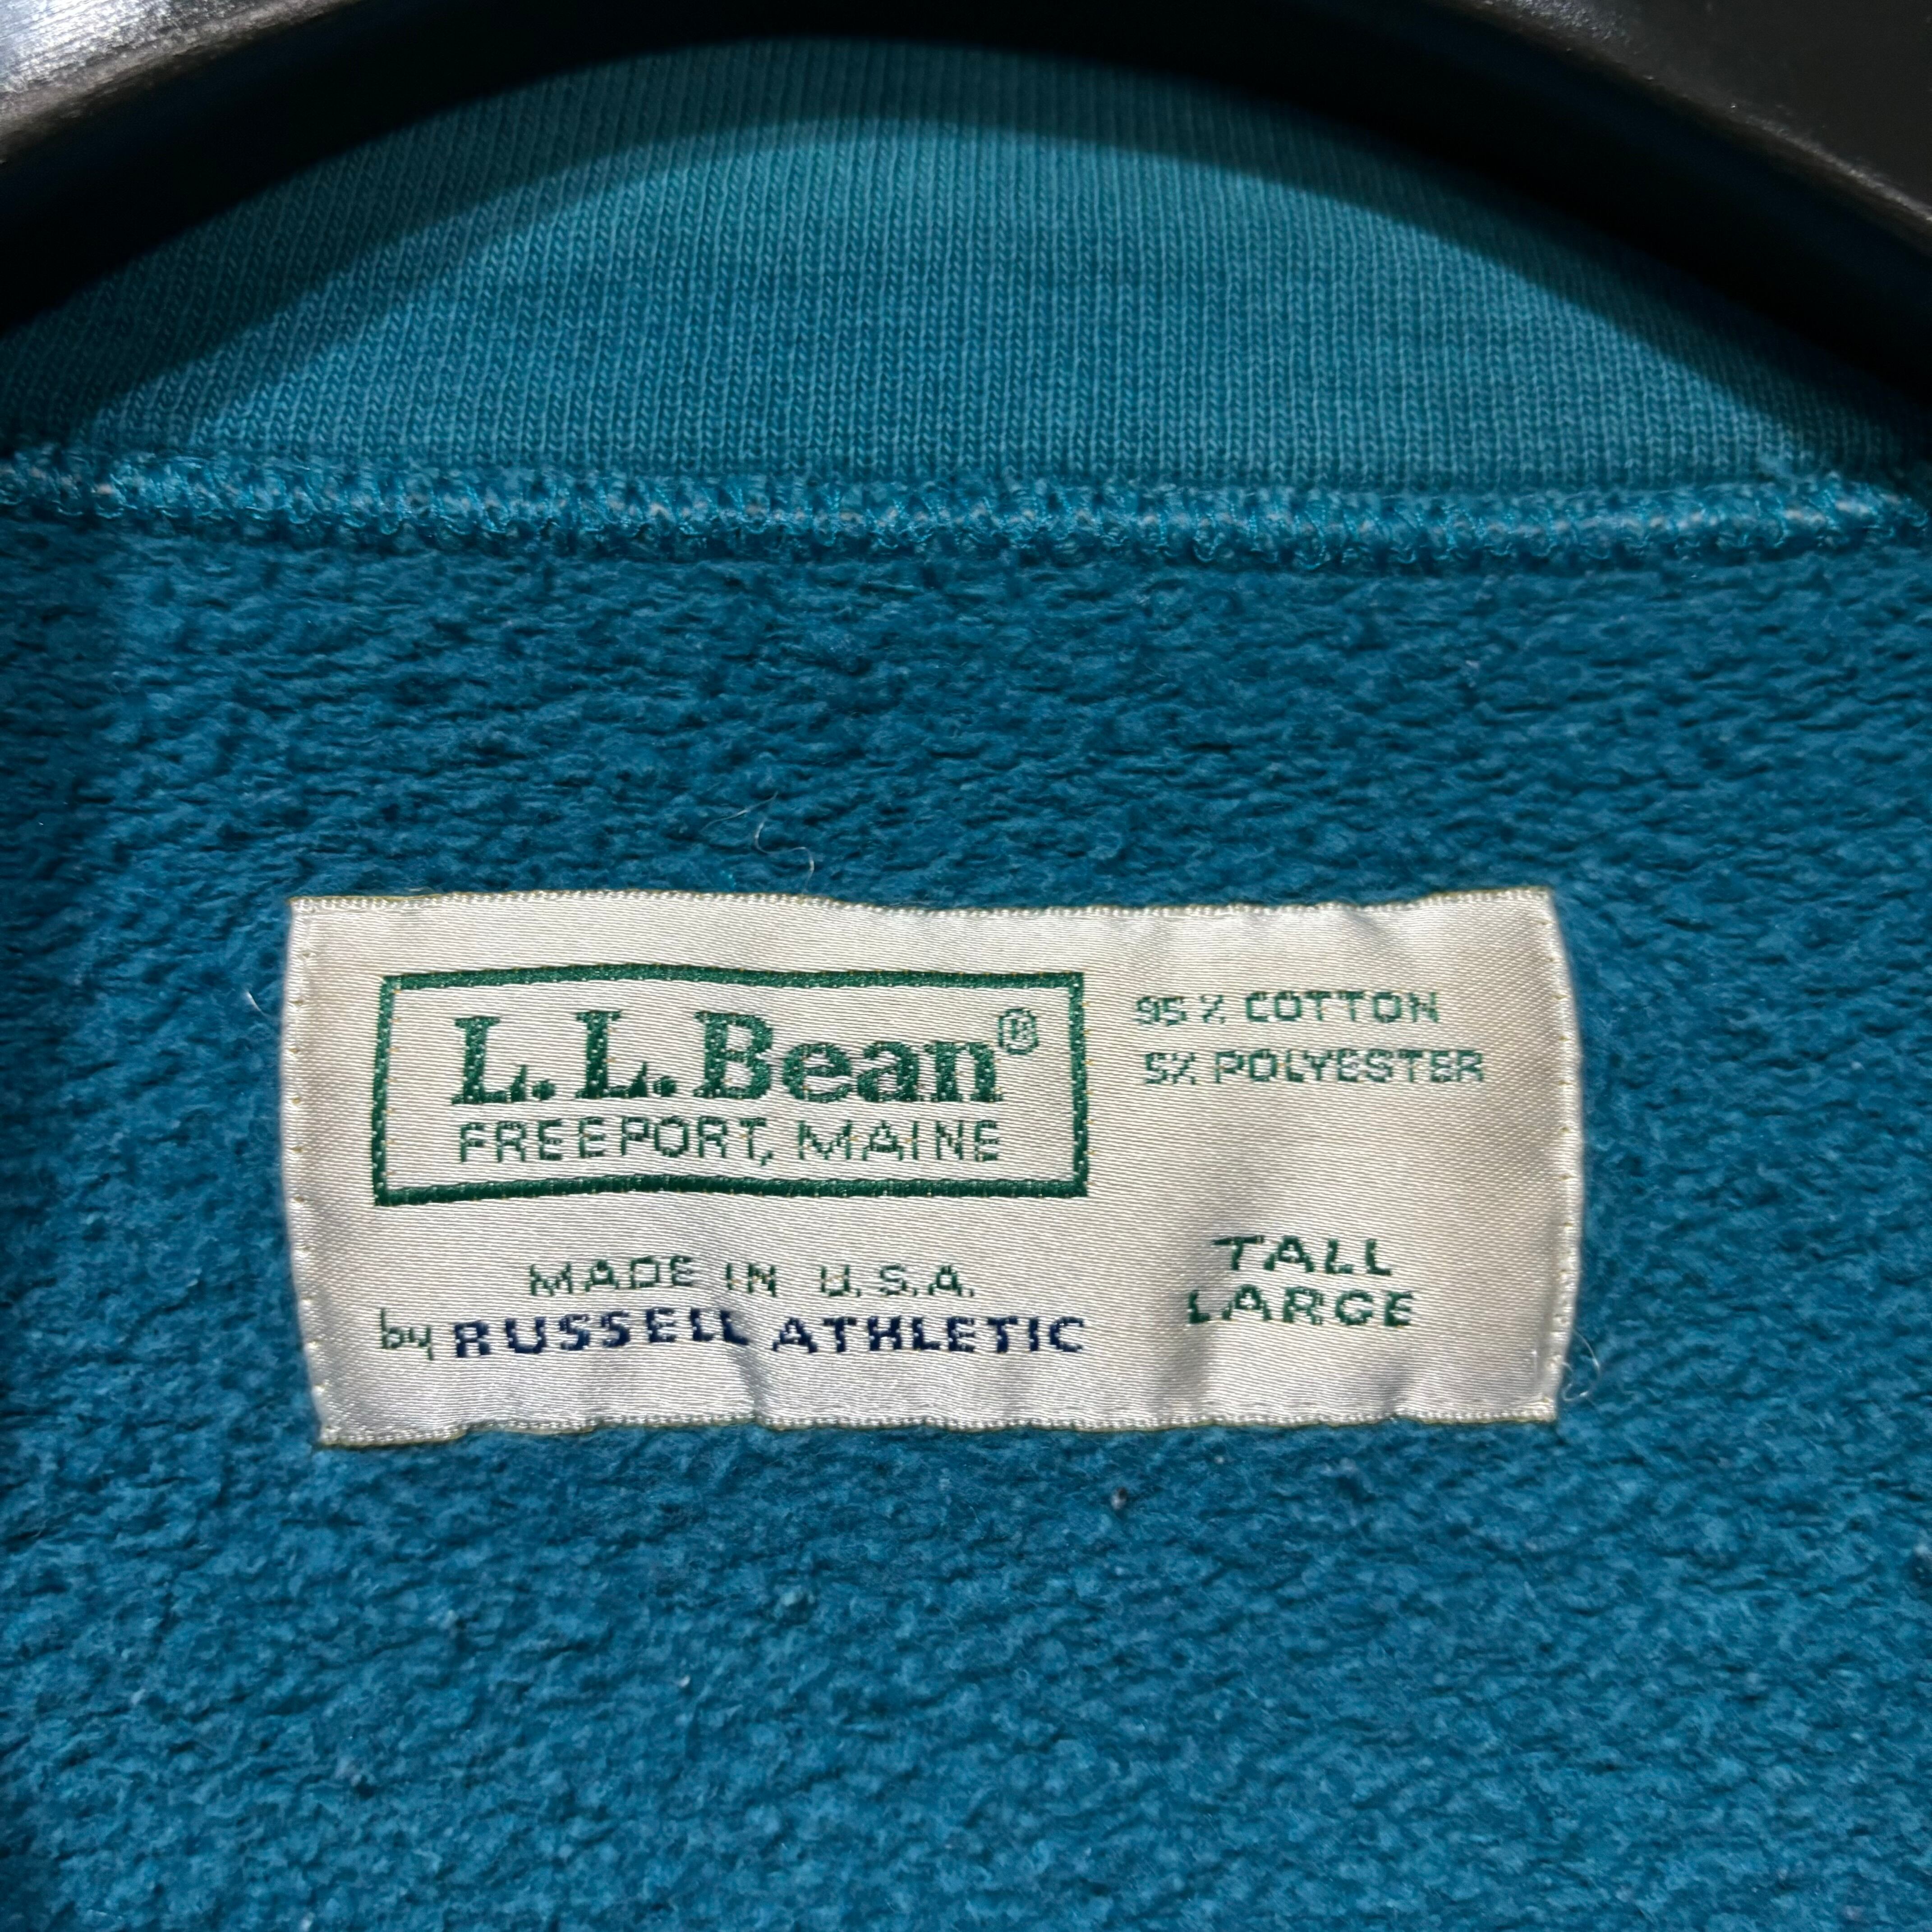 L.L.Bean®
FREEPORT, MAINE
95% COTTON
5% POLYESTER
MADE IN U.S.A.
by RUSSELL ATHLETIC
TALL
LARGE